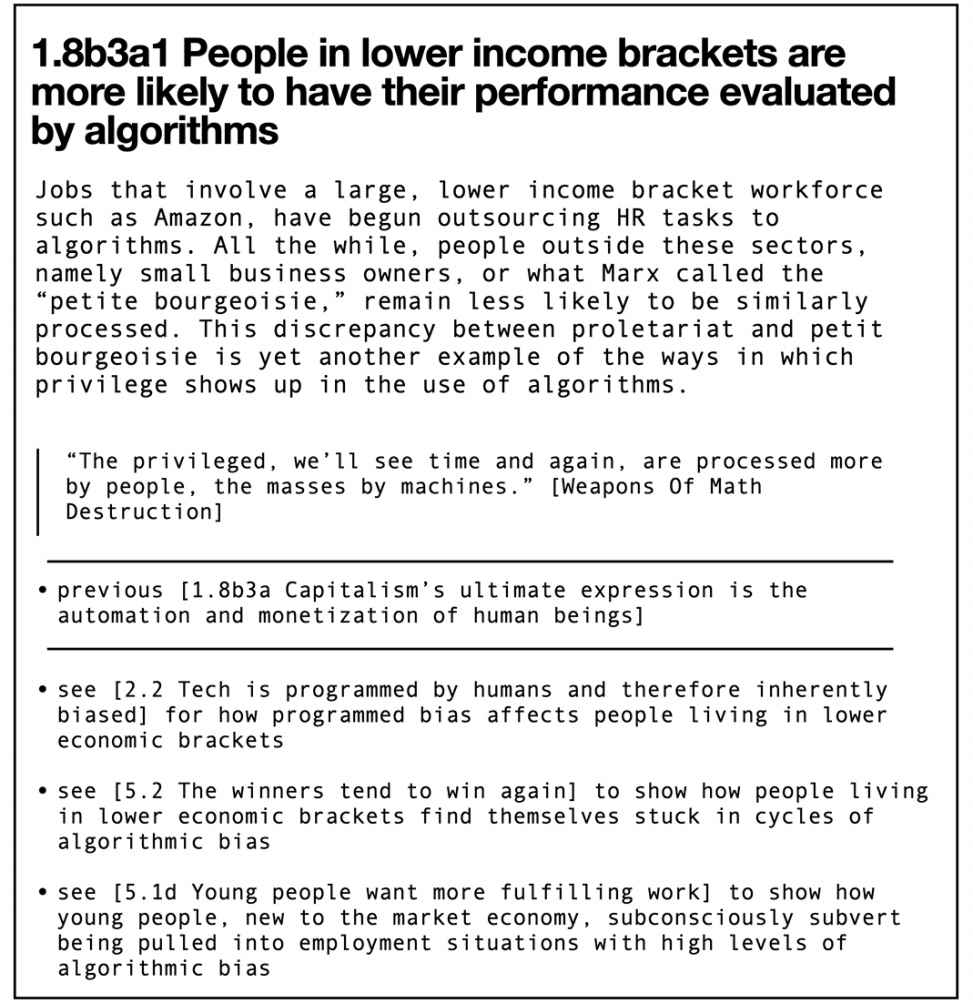 1.8b3a1 People in lower income brackets are
more likely to have their performance evaluated
by algorithms
Jobs that involve a large, lower income bracket workforce
such as Amazon, have begun outsourcing HR tasks to
algorithms. All the while, people outside these sectors,
namely small business owners, or what Marx called the
“petite bourgeoisie,” remain less likely to be similarly
processed. This discrepancy between proletariat and petit
bourgeoisie is yet another example of the ways in which
privilege shows up in the use of algorithms.
“The privileged, we’ll see time and again, are processed more
by people, the masses by machines.” [Weapons Of Math
Destruction]
• previous [1.8b3a Capitalism’s ultimate expression is the
automation and monetization of human beings]
• see [2.2 Tech is programmed by humans and therefore inherently
biased] for how programmed bias affects people living in lower
economic brackets
• see [5.2 The winners tend to win again] to show how people living
in lower economic brackets find themselves stuck in cycles of
algorithmic bias
• see [5.1d Young people want more fulfilling work] to show how
young people, new to the market economy, subconsciously subvert
being pulled into employment situations with high levels of
algorithmic bias